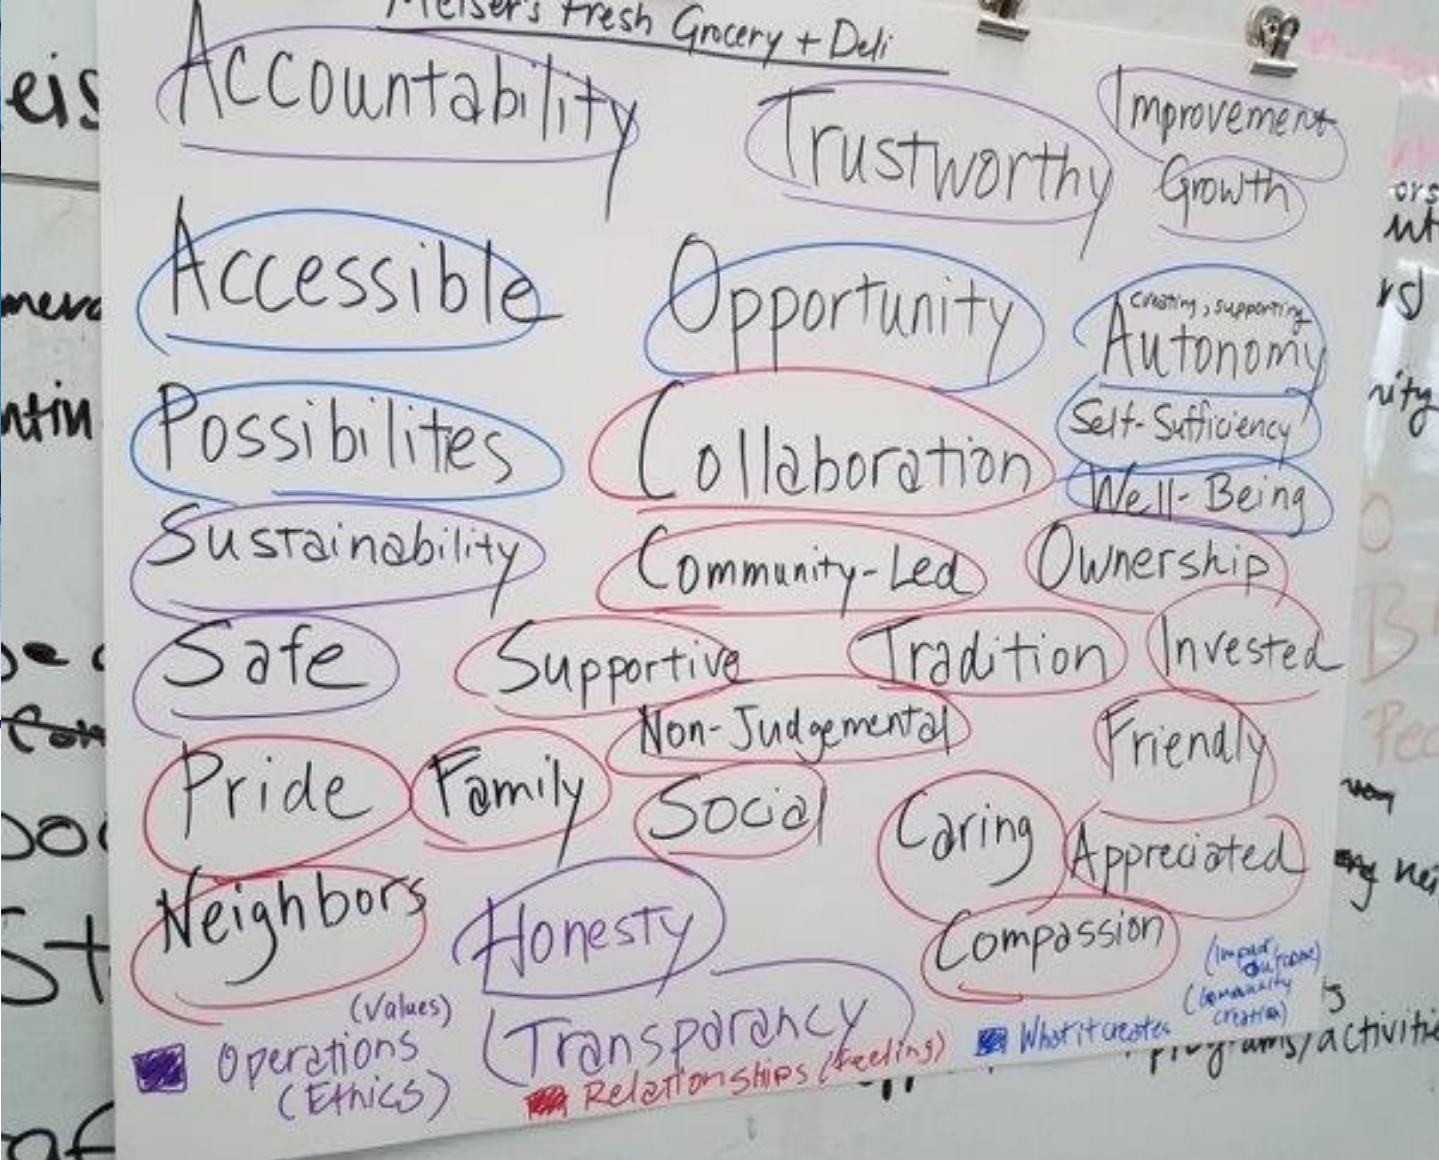 Meiser's Fresh Grocery + Deli
Accountability
Trustworthy
Improvement
Growth
Accessible
Opportunity
creating, supporting
Autonomy
Possibilites
Collaboration
Self-Sufficiency
Well-Being
Sustainability
Community-Led
Ownership
Safe
Supportive
Tradition
Invested
Non-Judgemental
Friendly
Pride
Family
Social
Caring
Appreciated
Neighbors
Honesty
Compassion
(Values)
Operations
(Ethics)
(Transparancy
Relationships (Feeling)
What it creates
(Impact,
outcome)
(Community
creation)
programs/activitie